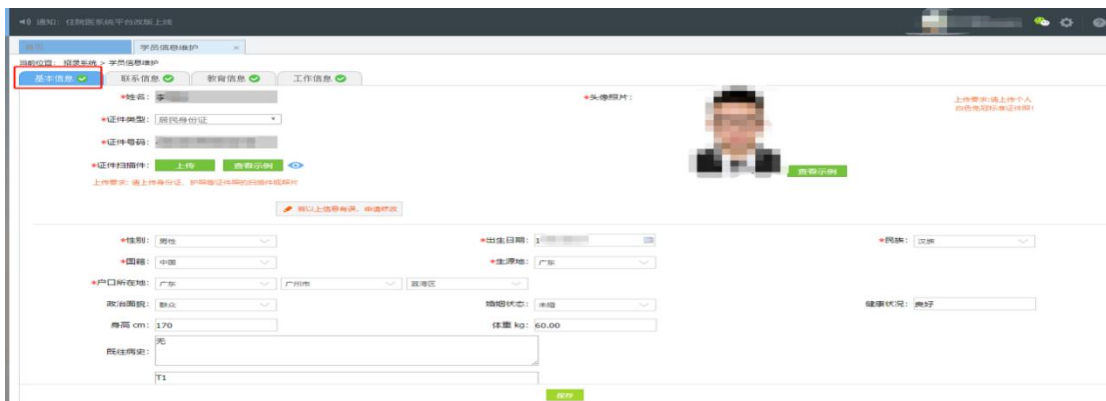 通知：住院医系统平台改版上线
首页 学员信息维护 ×
当前位置：招录系统 > 学员信息维护
基本信息 联系信息 教育信息 工作信息
*姓名：李
*头像照片：
上传要求:请上传个人
白色免冠标准证件照!
*证件类型：居民身份证
*证件号码：
*证件扫描件：上传 查看示例
查看示例
上传要求: 请上传身份证、护照等证件照的扫描件或照片
若以上信息有误，申请修改
*性别：男性 *出生日期：1 *民族：汉族
*国籍：中国 *生源地：广东
*户口所在地：广东 广州市 荔湾区
政治面貌：群众 婚姻状态：未婚 健康状况：良好
身高 cm：170 体重 kg：60.00
既往病史：无
T1
保存